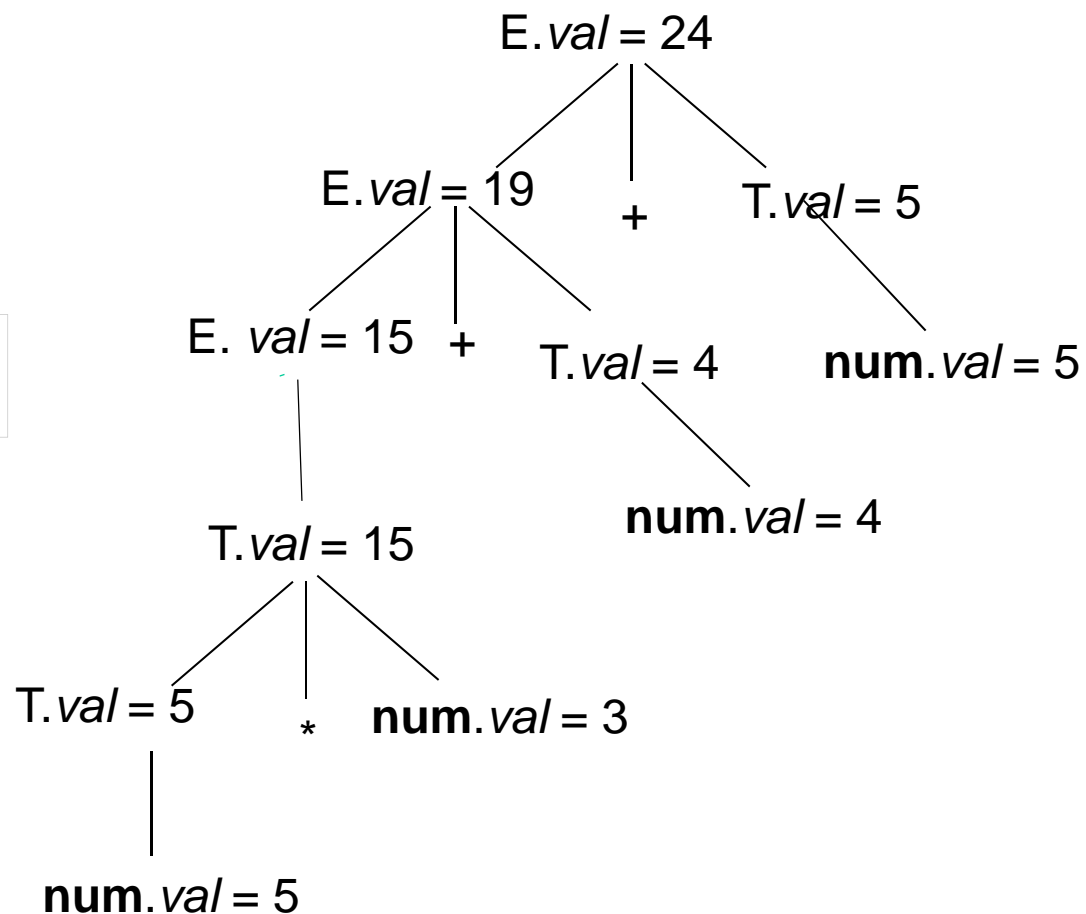 E.val = 24
E.val = 19
+
T.val = 5
E. val = 15
+
T.val = 4
num.val = 5
T.val = 15
num.val = 4
T.val = 5
*
num.val = 3
num.val = 5